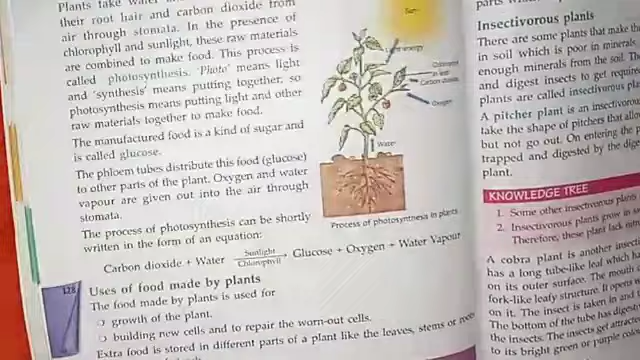 Plants take water
their root hair and carbon dioxide from
air through stomata. In the presence of
chlorophyll and sunlight, these raw materials
are combined to make food. This process is
called photosynthesis. 'Photo' means light
and 'synthesis' means putting together, so
photosynthesis means putting light and other
raw materials together to make food.
The manufactured food is a kind of sugar and
is called glucose.
The phloem tubes distribute this food (glucose)
to other parts of the plant. Oxygen and water
vapour are given out into the air through
stomata.
The process of photosynthesis can be shortly
written in the form of an equation:
Carbon dioxide + Water Sunlight Chlorophyll Glucose + Oxygen + Water Vapour
Sun
Light energy
Carbon dioxide
Oxygen
Water
Process of photosynthesis in plants
128
Uses of food made by plants
The food made by plants is used for
❍ growth of the plant.
❍ building new cells and to repair the worn-out cells.
Extra food is stored in different parts of a plant like the leaves, stems or roots
parts
Insectivorous plants
There are some plants that make the
in soil which is poor in minerals
enough minerals from the soil. The
and digest insects to get require
plants are called insectivorous pla
A pitcher plant is an insectivoro
take the shape of pitchers that allo
but not go out. On entering the p
trapped and digested by the dige
plant.
KNOWLEDGE TREE
1. Some other insectivorous plants
2. Insectivorous plants grow in
Therefore, these plant lack nitro
A cobra plant is another insect
has a long tube-like leaf which ha
on its outer surface. The mouth
fork-like leafy structure. It opens
on it. The insect is taken in and
The bottom of the tube has digest
the insects. The insects get attracte
to its bright green or purple colo